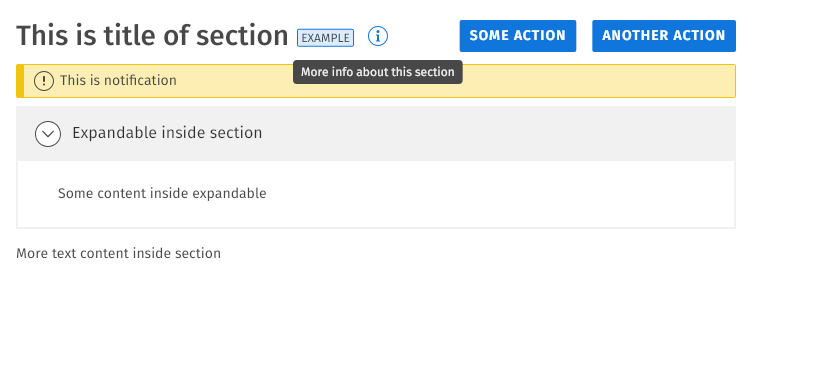 This is title of section EXAMPLE i SOME ACTION ANOTHER ACTION
More info about this section
This is notification
Expandable inside section
Some content inside expandable
More text content inside section